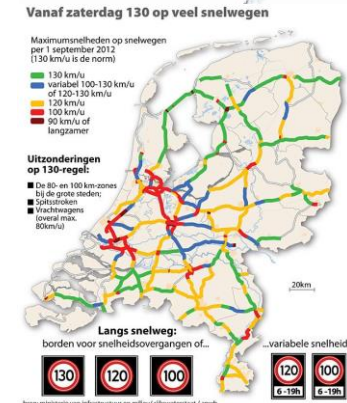 Vanaf zaterdag 130 op veel snelwegen
Maximumsnelheden op snelwegen
per 1 september 2012
(130 km/u is de norm)
130 km/u
variabel 100-130 km/u
of 120-130 km/u
120 km/u
100 km/u
90 km/u of
langzamer
Uitzonderingen
op 130-regel:
De 80- en 100 km-zones
bij de grote steden;
Spitsstroken
Vrachtwagens
(overal max.
80km/u)
20km
Langs snelweg:
borden voor snelheidsovergangen of...
...variabele snelheid
130
120
100
120
6 -19h
100
6 -19h